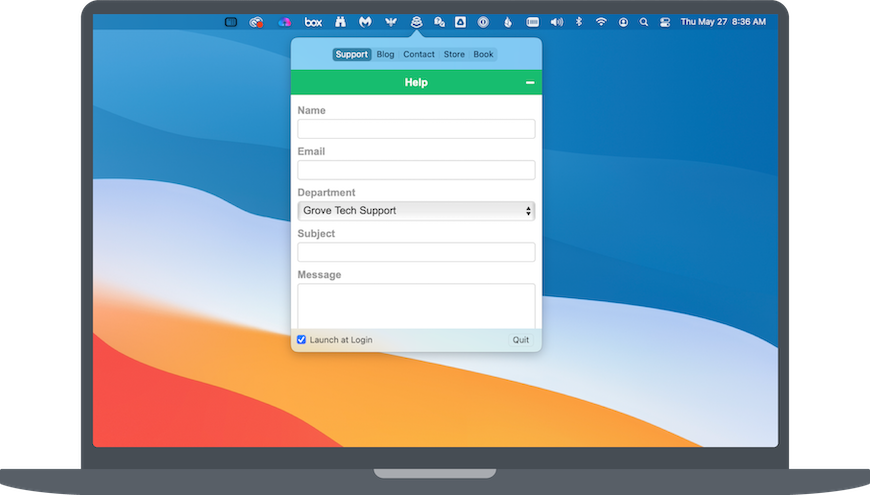 box
Thu May 27 8:36 AM
Support Blog Contact Store Book
Help
Name
Email
Department
Grove Tech Support
Subject
Message
Launch at Login
Quit